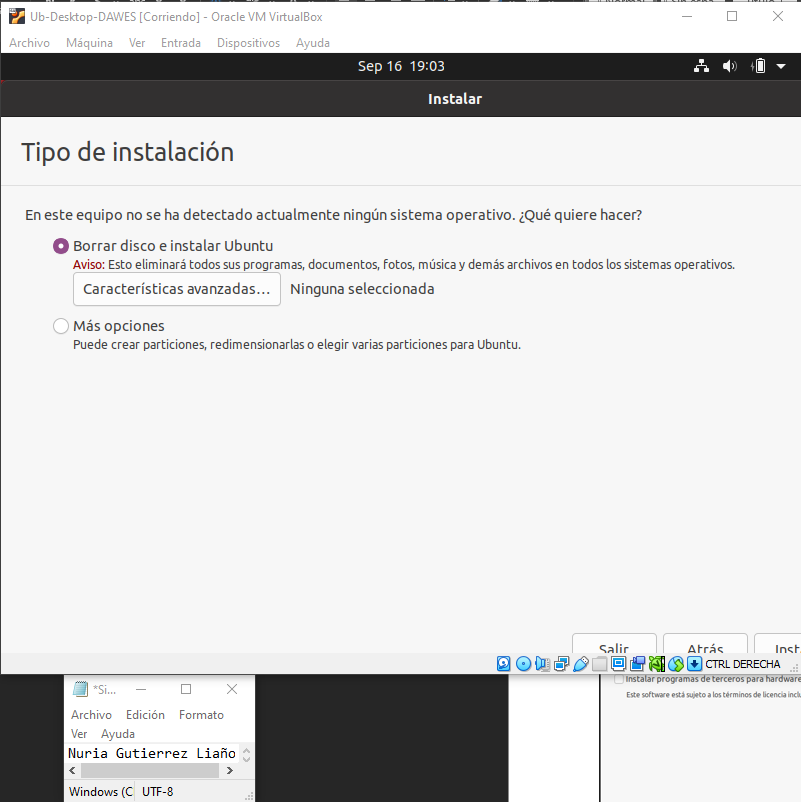 Ub-Desktop-DAWES [Corriendo] - Oracle VM VirtualBox
Archivo Máquina Ver Entrada Dispositivos Ayuda
Sep 16 19:03
Instalar
Tipo de instalación
En este equipo no se ha detectado actualmente ningún sistema operativo. ¿Qué quiere hacer?
Borrar disco e instalar Ubuntu
Aviso: Esto eliminará todos sus programas, documentos, fotos, música y demás archivos en todos los sistemas operativos.
Características avanzadas... Ninguna seleccionada
Más opciones
Puede crear particiones, redimensionarlas o elegir varias particiones para Ubuntu.
Salir Atrás Inst
CTRL DERECHA
Instalar programas de terceros para hardware
Este software está sujeto a los términos de licencia inclu
*Si...
Archivo Edición Formato
Ver Ayuda
Nuria Gutierrez Liaño
Windows (C UTF-8